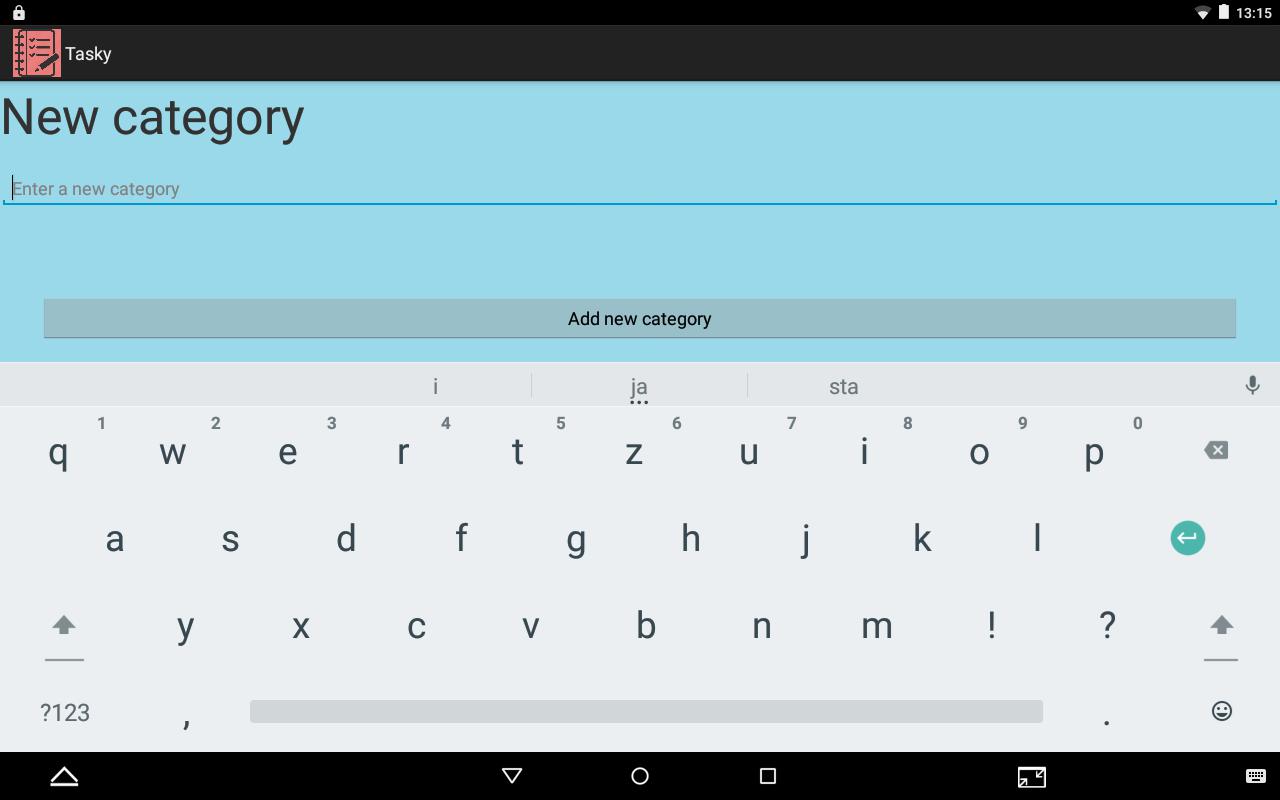 13:15
Tasky
New category
Enter a new category
Add new category
i ja sta
1 2 3 4 5 6 7 8 9 0
q w e r t z u i o p
a s d f g h j k l
y x c v b n m ! ?
?123 , .